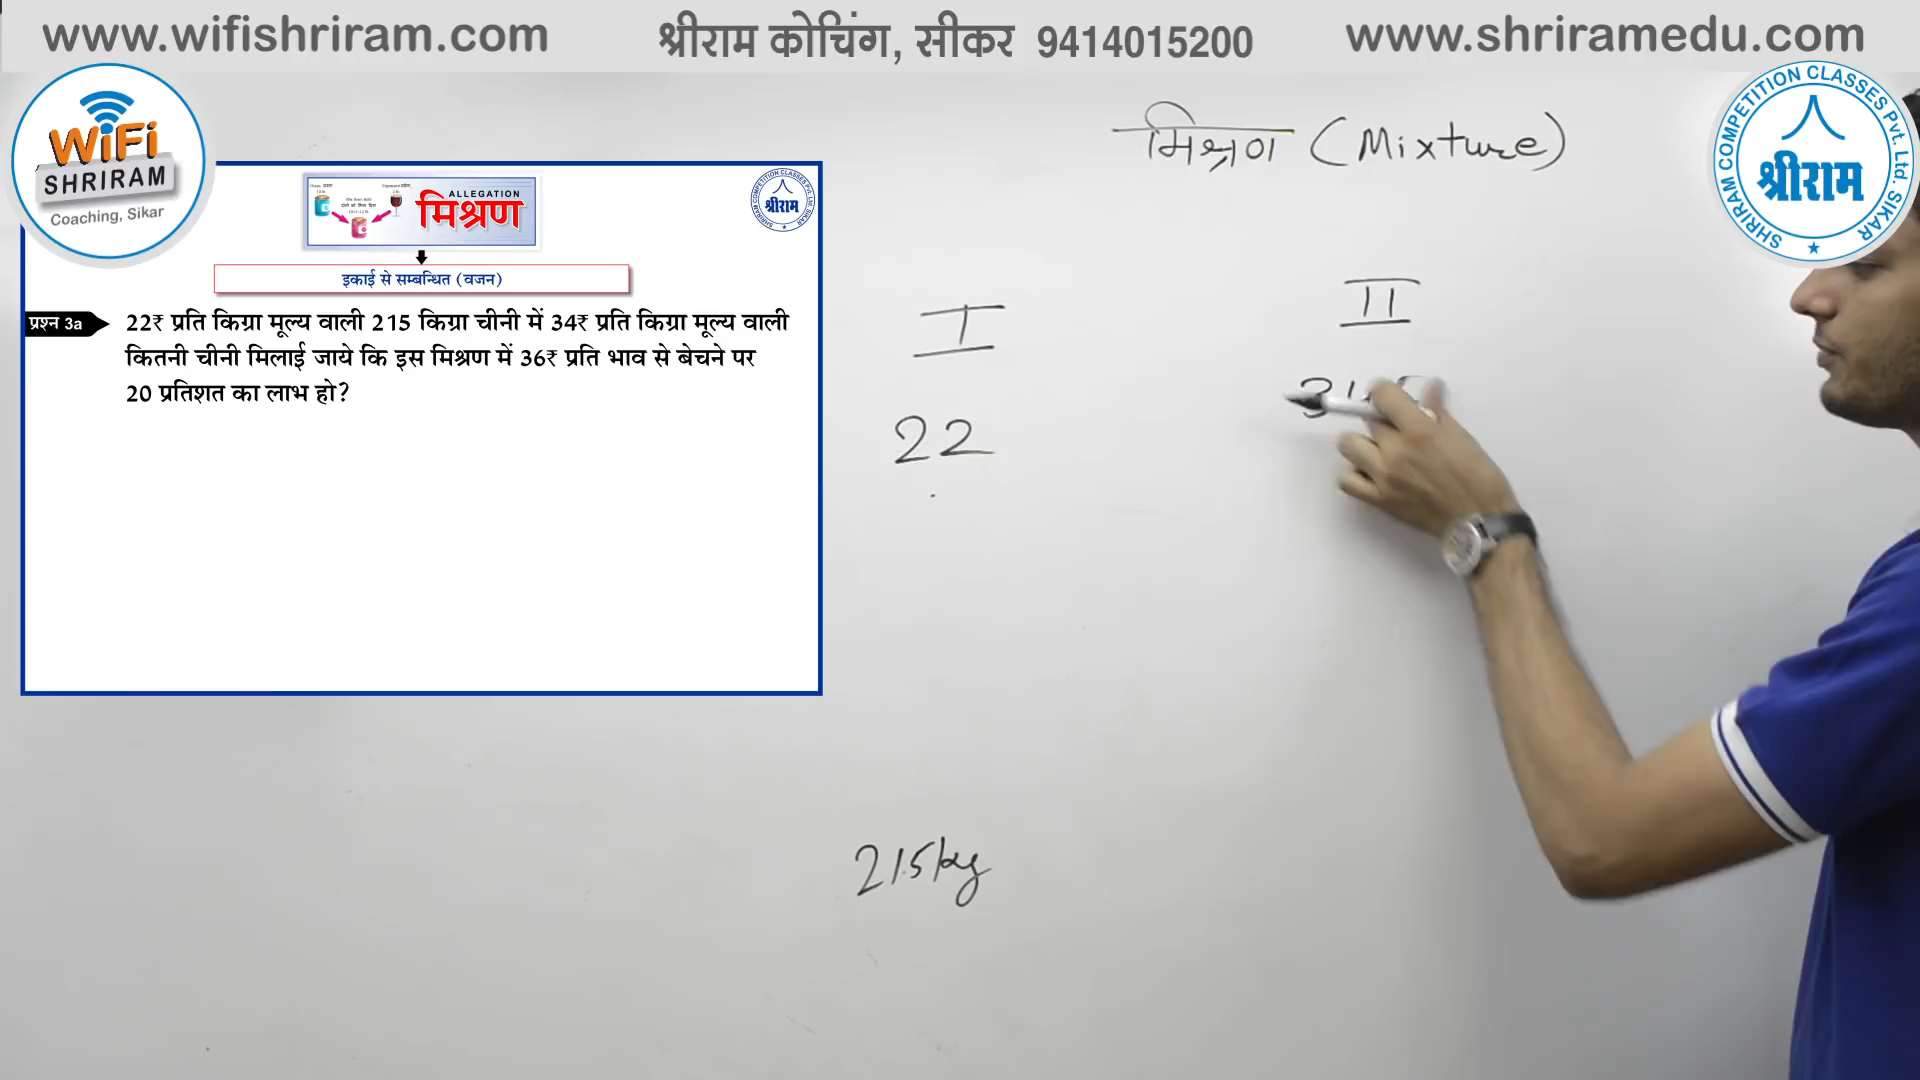 www.wifishriram.com
श्रीराम कोचिंग, सीकर 9414015200
www.shriramedu.com
WiFi
SHRIRAM
Coaching, Sikar
SHRIRAM COMPETITION CLASSES Pvt. Ltd. SIKAR
श्रीराम
मिश्रण (Mixture)
ALLEGATION
मिश्रण
श्रीराम
इकाई से सम्बन्धित (वजन)
प्रश्न 3a
22₹ प्रति किग्रा मूल्य वाली 215 किग्रा चीनी में 34₹ प्रति किग्रा मूल्य वाली
कितनी चीनी मिलाई जाये कि इस मिश्रण में 36₹ प्रति भाव से बेचने पर
20 प्रतिशत का लाभ हो?
I
II
22
215kg